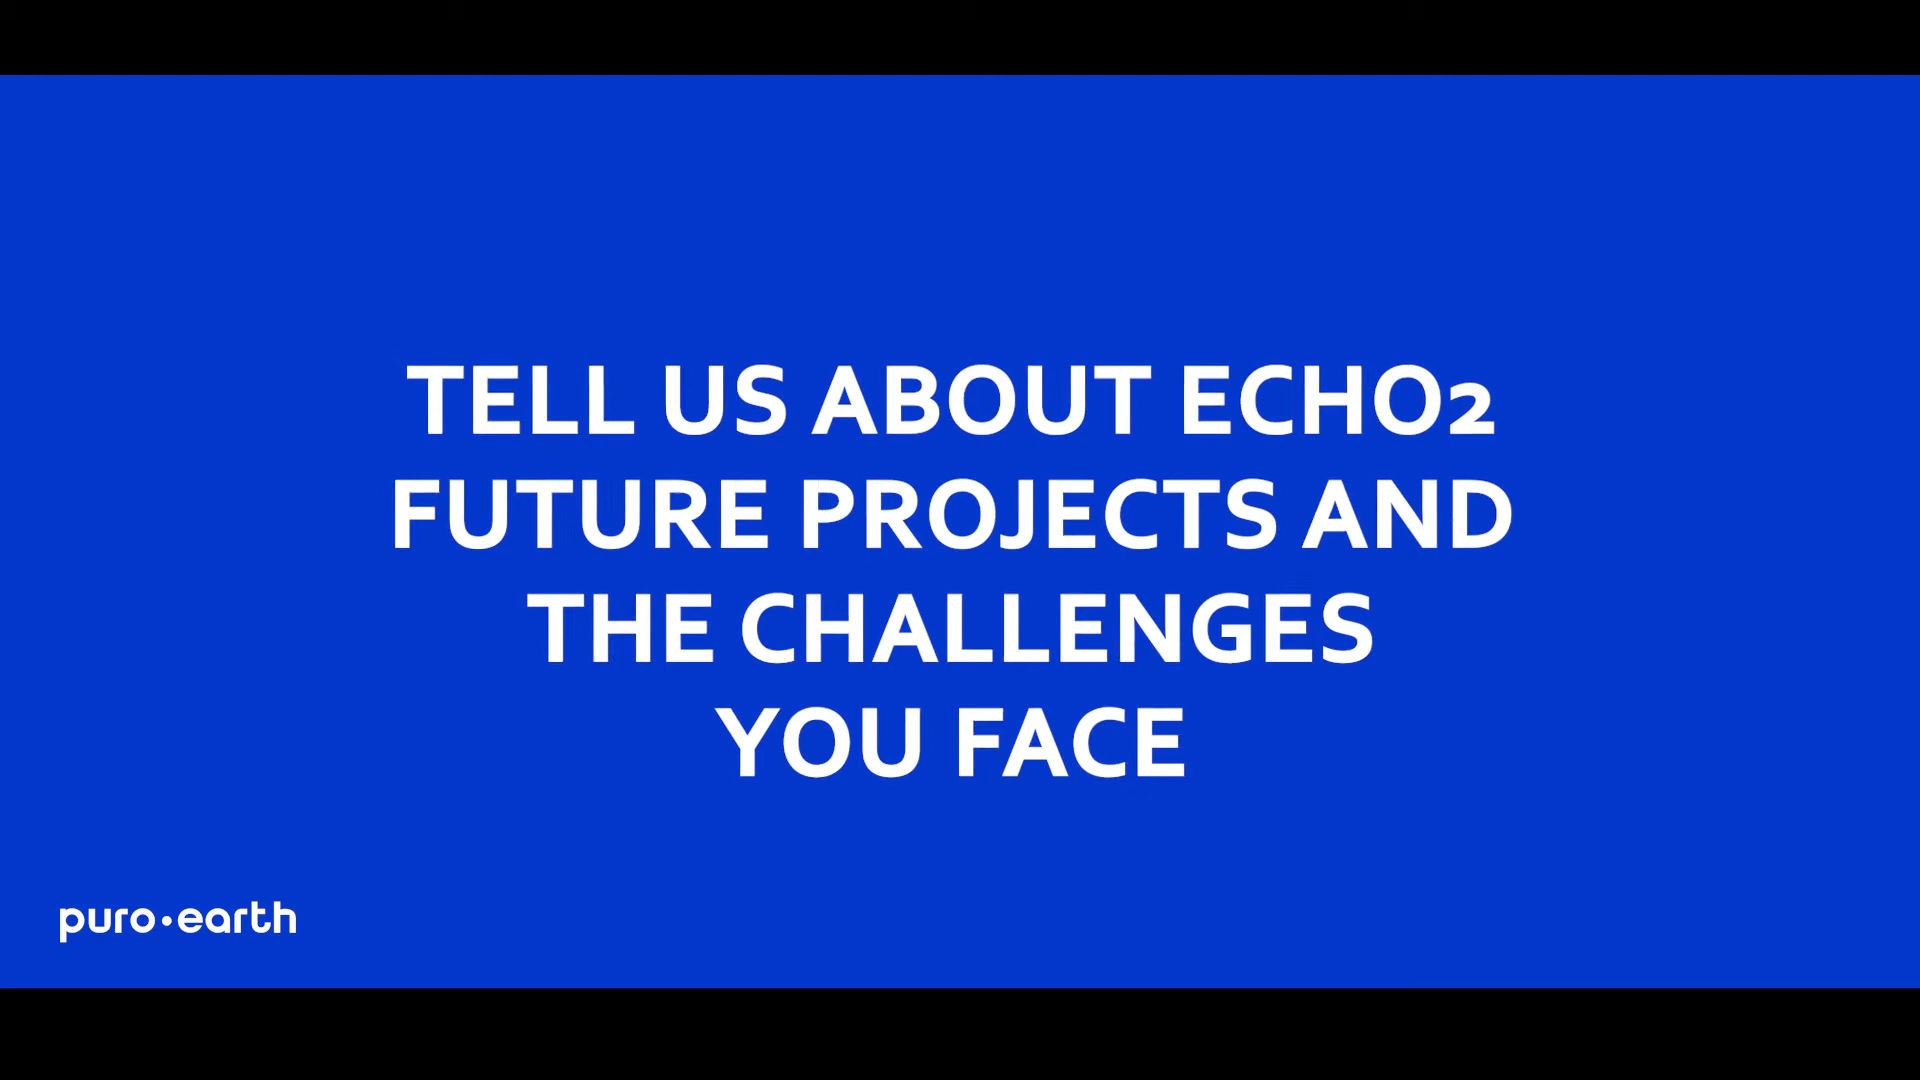 TELL US ABOUT ECHO2
FUTURE PROJECTS AND
THE CHALLENGES
YOU FACE
puro·earth